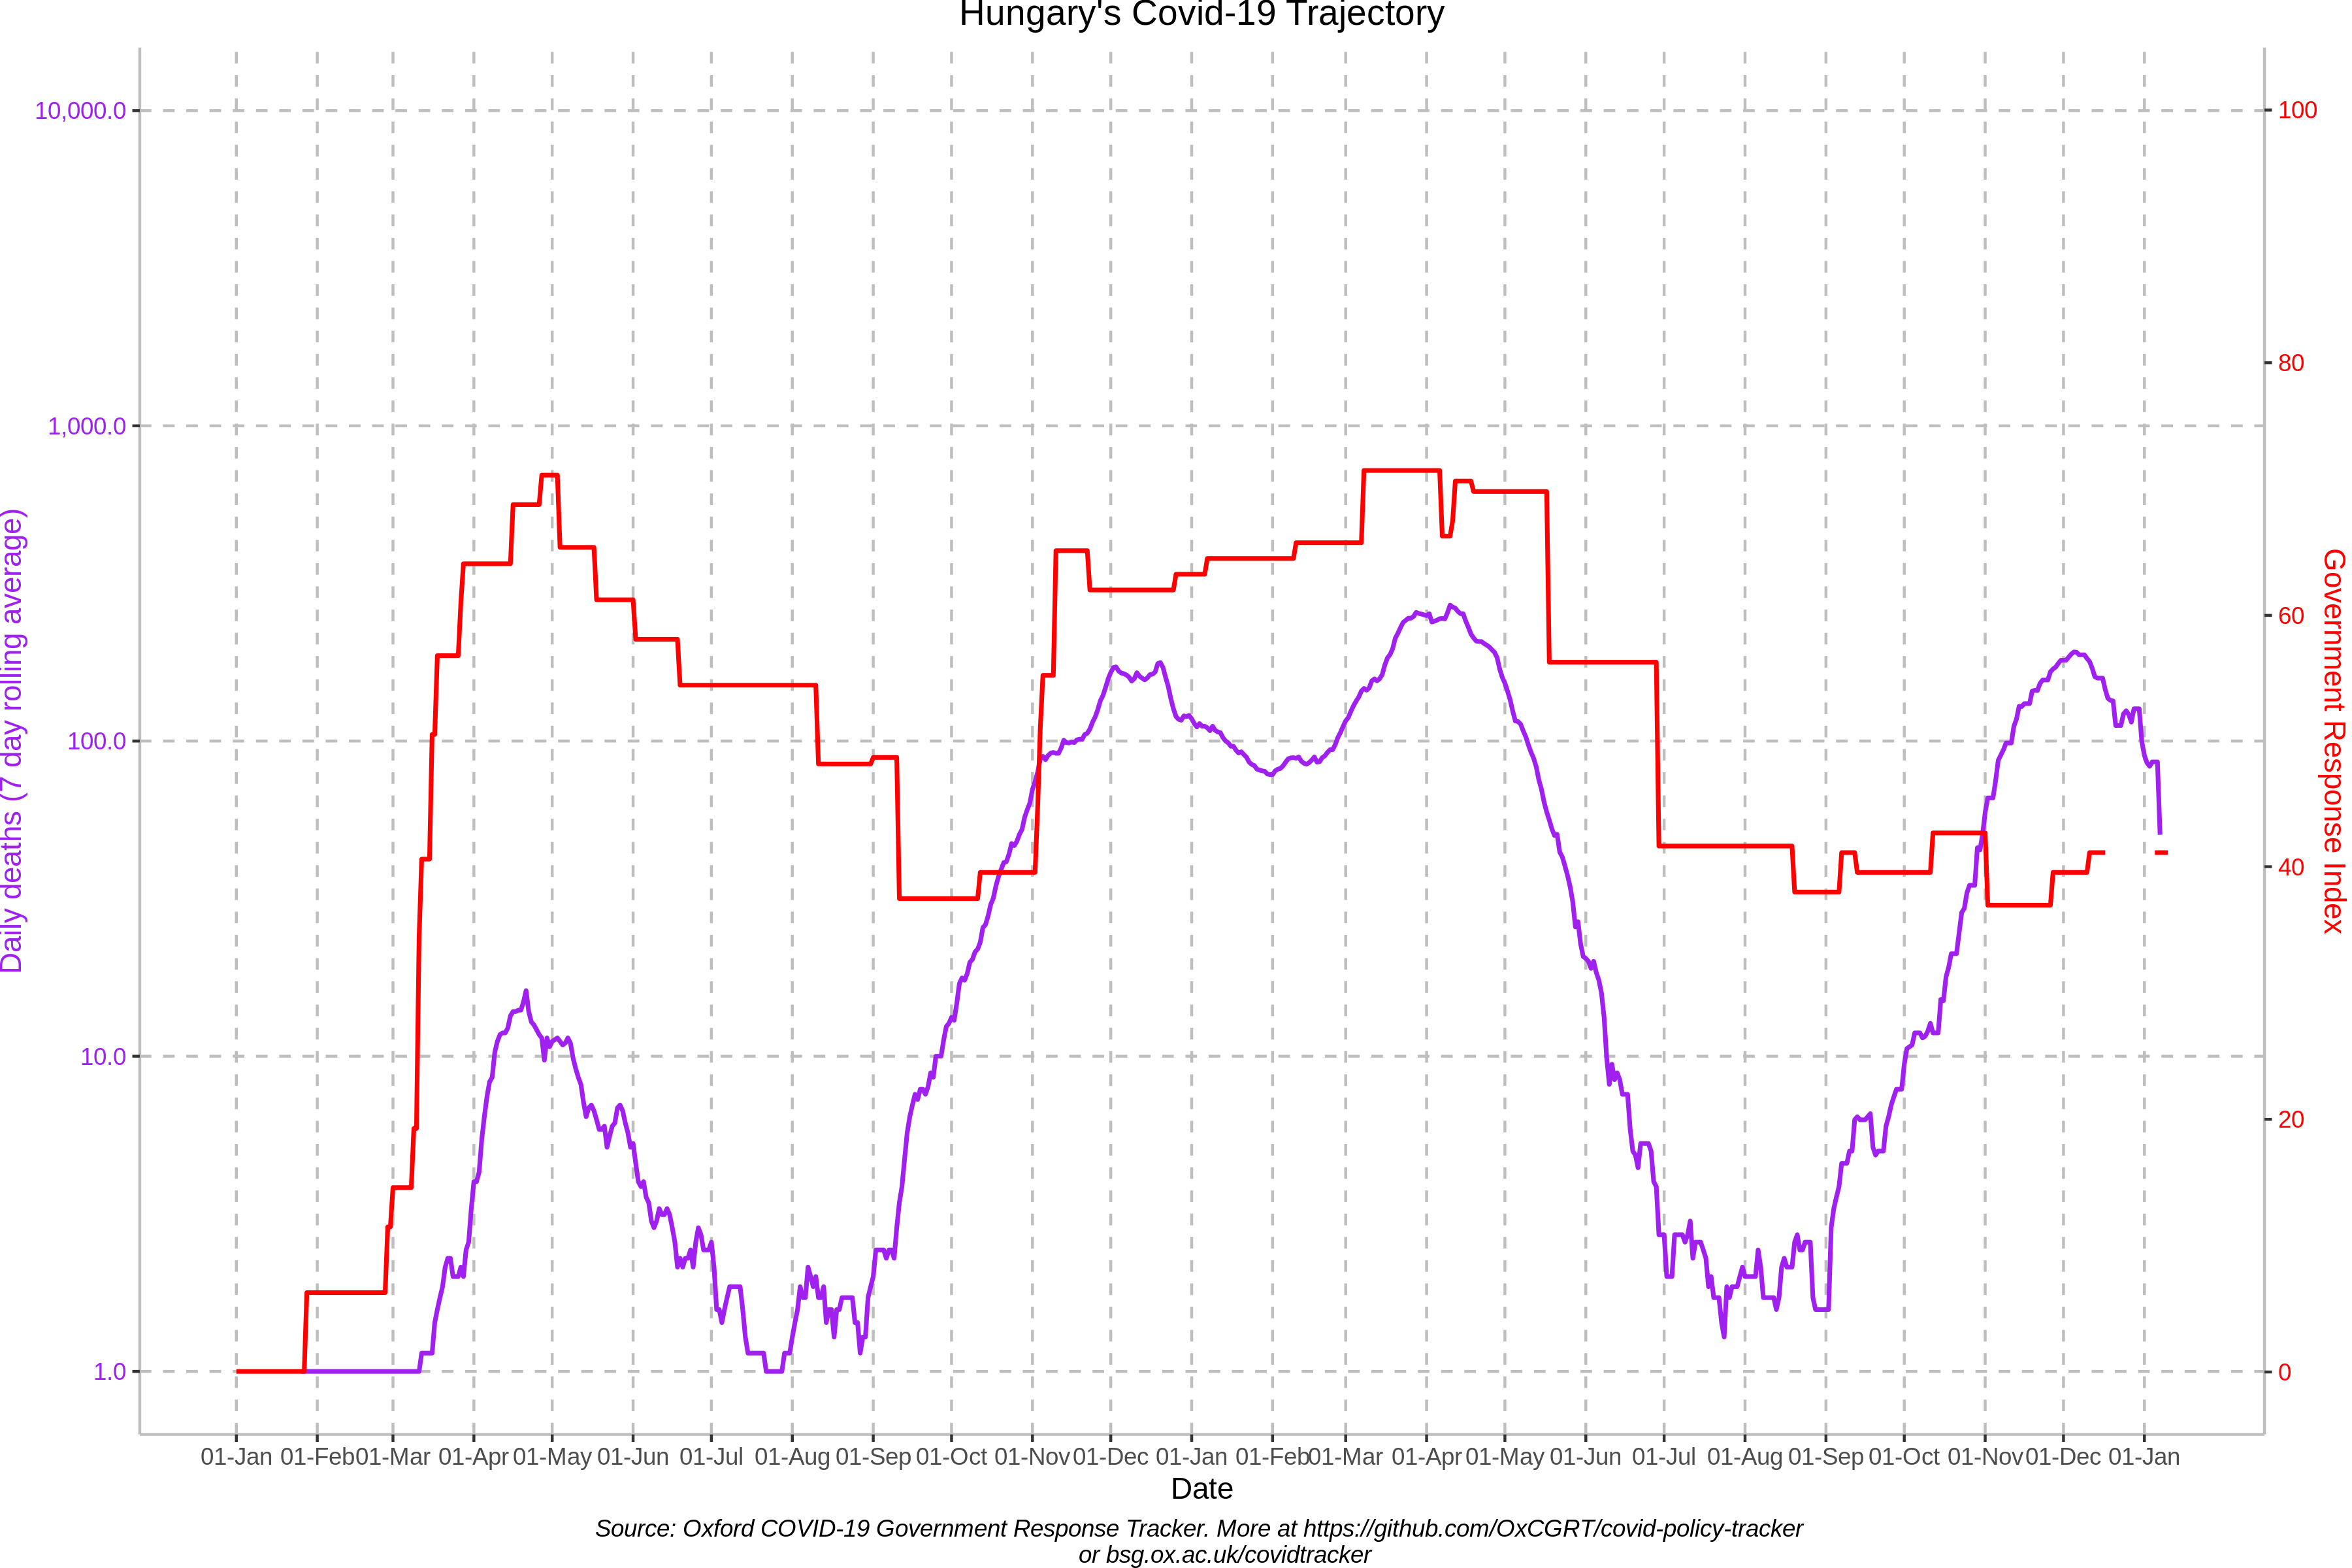 Hungary's Covid-19 Trajectory
10,000.0
1,000.0
100.0
10.0
1.0
Daily deaths (7 day rolling average)
100
80
60
40
20
0
Government Response Index
01-Jan 01-Feb 01-Mar 01-Apr 01-May 01-Jun 01-Jul 01-Aug 01-Sep 01-Oct 01-Nov 01-Dec 01-Jan 01-Feb 01-Mar 01-Apr 01-May 01-Jun 01-Jul 01-Aug 01-Sep 01-Oct 01-Nov 01-Dec 01-Jan
Date
Source: Oxford COVID-19 Government Response Tracker. More at https://github.com/OxCGRT/covid-policy-tracker
or bsg.ox.ac.uk/covidtracker